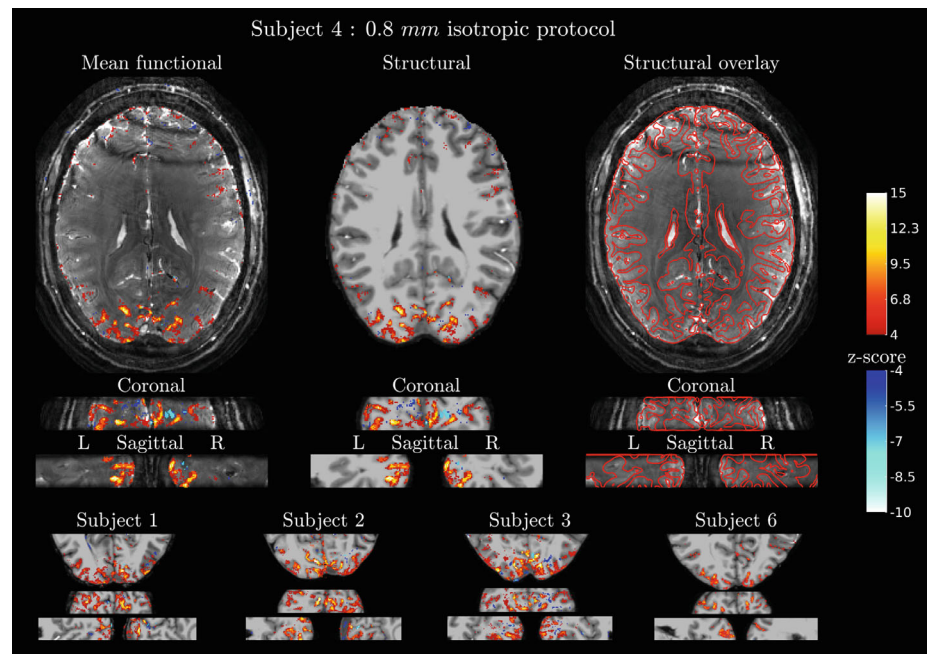 Subject 4 : 0.8 mm isotropic protocol
Mean functional
Structural
Structural overlay
15
12.3
9.5
6.8
4
z-score
-4
-5.5
-7
-8.5
-10
Coronal
Coronal
Coronal
L Sagittal R
L Sagittal R
L Sagittal R
Subject 1
Subject 2
Subject 3
Subject 6